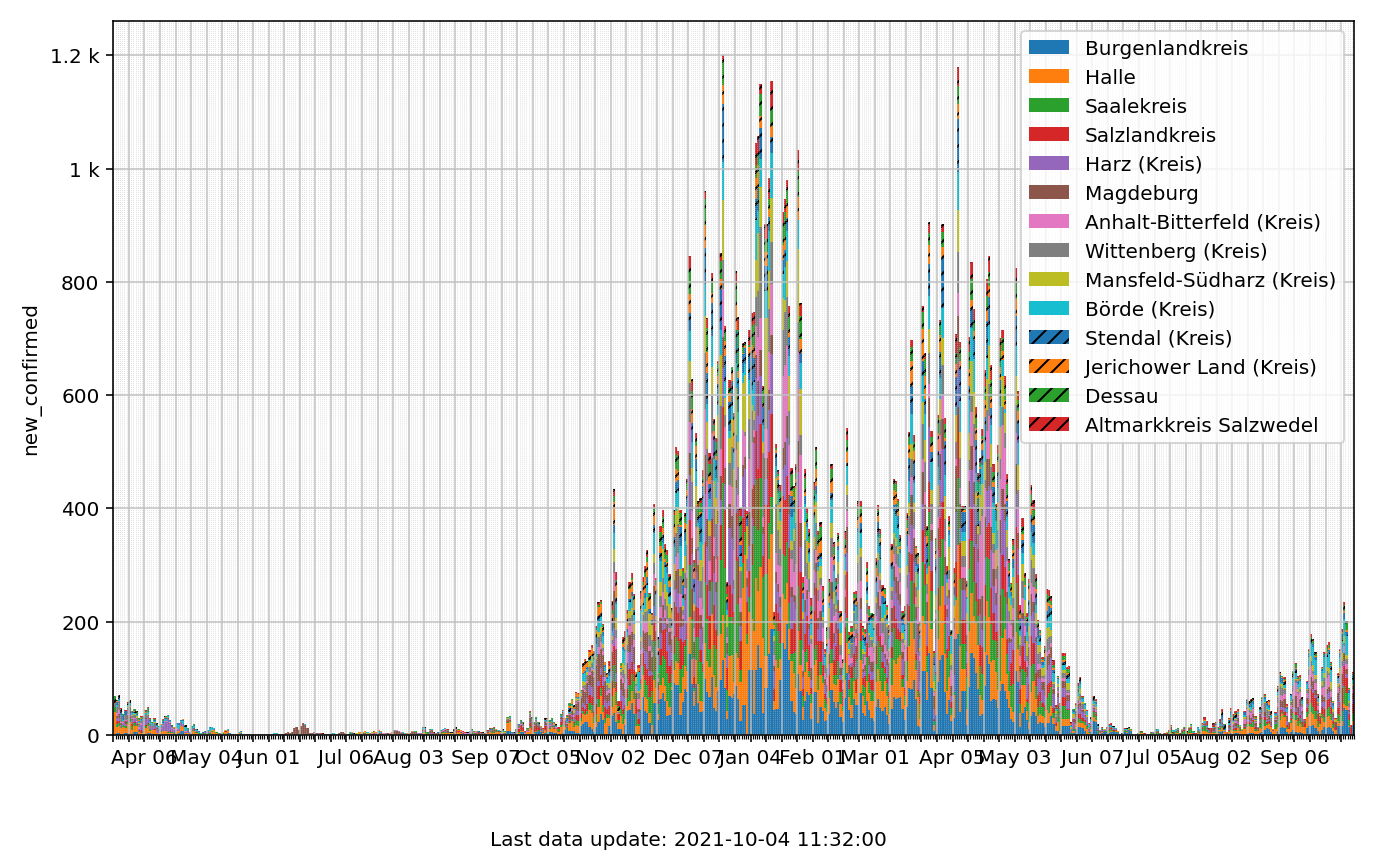 1.2 k
1 k
800
600
400
200
0
new_confirmed
Burgenlandkreis
Halle
Saalekreis
Salzlandkreis
Harz (Kreis)
Magdeburg
Anhalt-Bitterfeld (Kreis)
Wittenberg (Kreis)
Mansfeld-Südharz (Kreis)
Börde (Kreis)
Stendal (Kreis)
Jerichower Land (Kreis)
Dessau
Altmarkkreis Salzwedel
Apr 06 May 04 Jun 01 Jul 06 Aug 03 Sep 07 Oct 05 Nov 02 Dec 07 Jan 04 Feb 01 Mar 01 Apr 05 May 03 Jun 07 Jul 05 Aug 02 Sep 06
Last data update: 2021-10-04 11:32:00